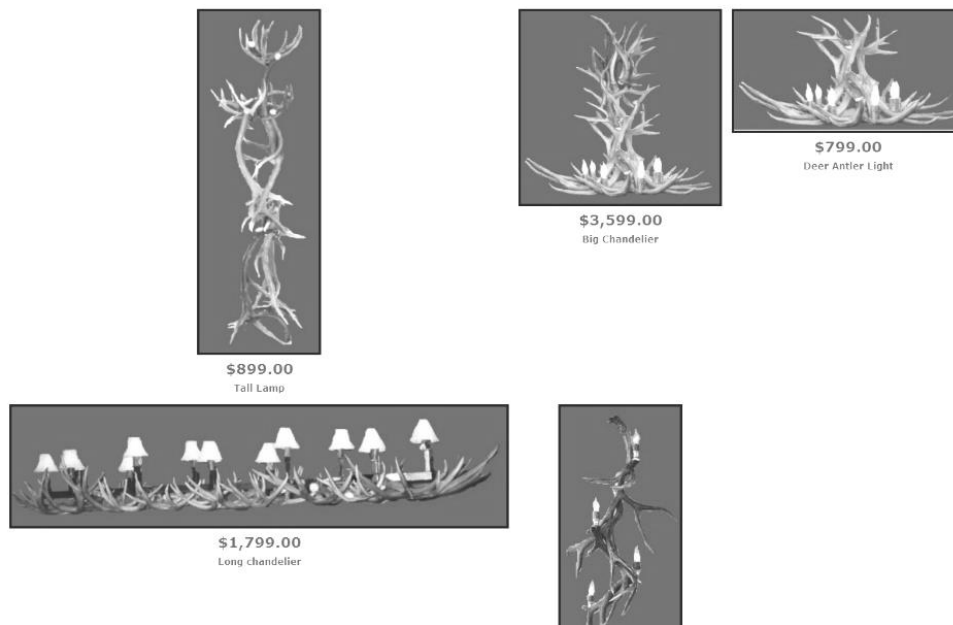 $899.00
Tall Lamp
$3,599.00
Big Chandelier
$799.00
Deer Antler Light
$1,799.00
Long chandelier